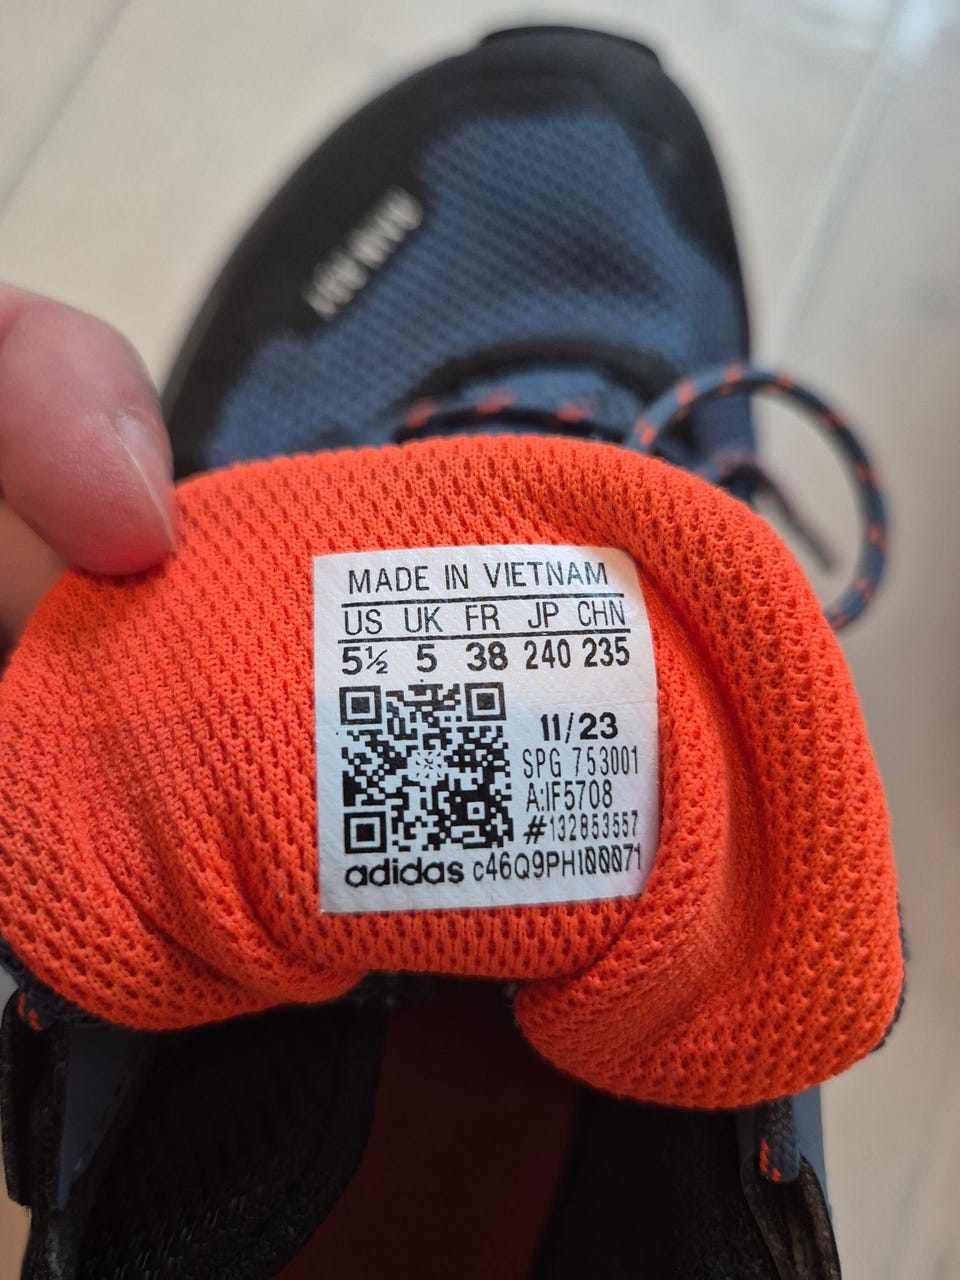 MADE IN VIETNAM
US UK FR JP CHN
5½ 5 38 240 235
11/23
SPG 753001
A:IF5708
#132853557
adidas c46Q9PH100071